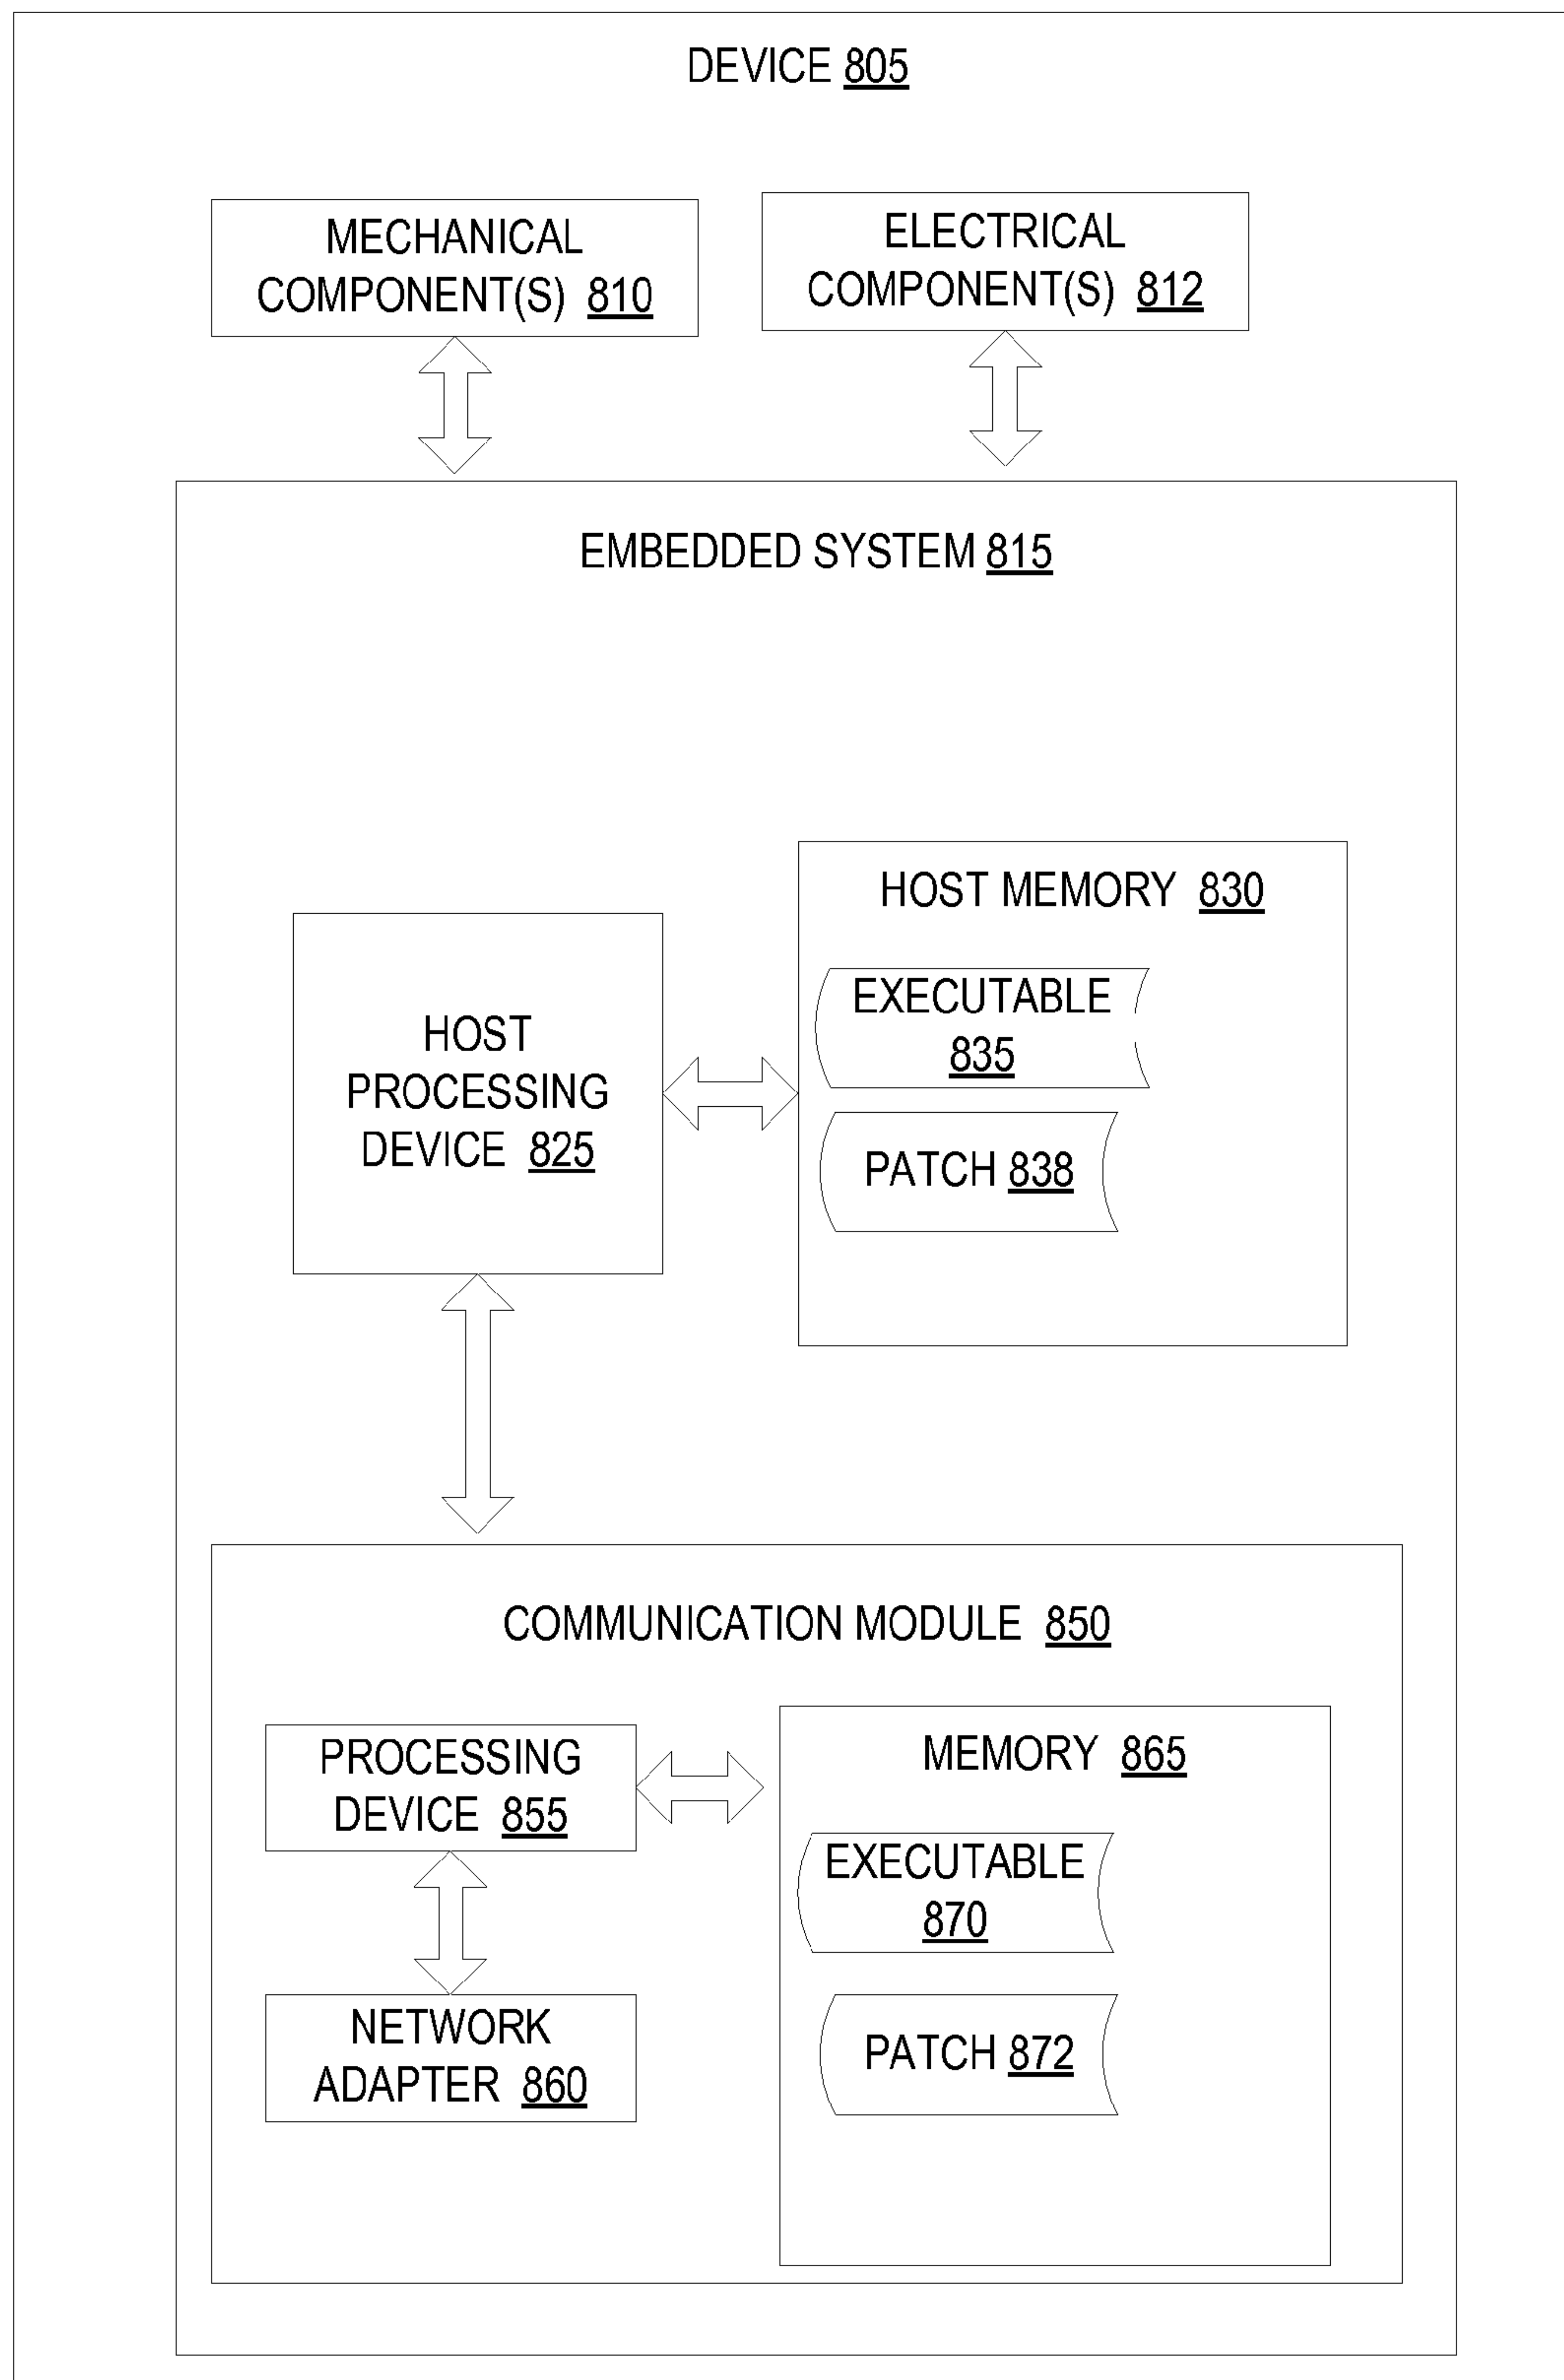 DEVICE 805
MECHANICAL
COMPONENT(S) 810
ELECTRICAL
COMPONENT(S) 812
EMBEDDED SYSTEM 815
HOST MEMORY 830
EXECUTABLE
835
HOST
PROCESSING
DEVICE 825
PATCH 838
COMMUNICATION MODULE 850
PROCESSING
DEVICE 855
MEMORY 865
EXECUTABLE
870
NETWORK
ADAPTER 860
PATCH 872